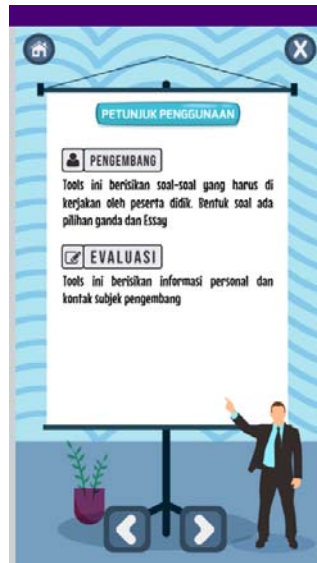 X
PETUNJUK PENGGUNAAN
PENGEMBANG
Tools ini berisikan soal-soal yang harus di
kerjakan oleh peserta didik. Bentuk soal ada
pilihan ganda dan Essay
EVALUASI
Tools ini berisikan informasi personal dan
kontak subjek pengembang